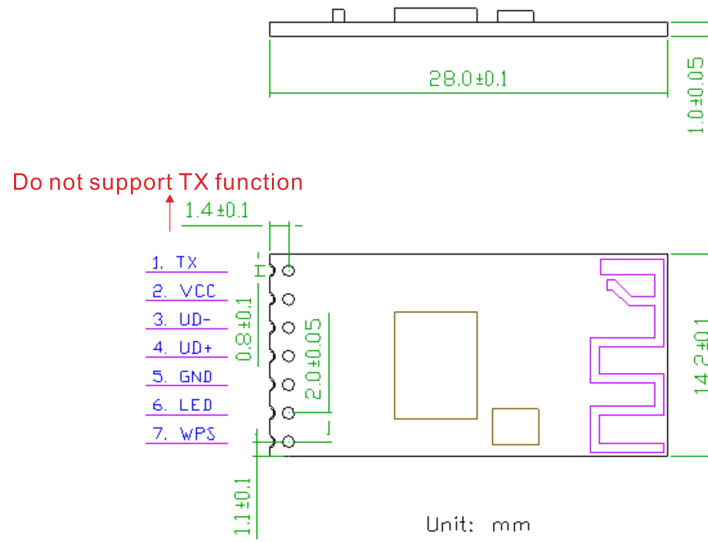 28.0±0.1
1.0±0.05
Do not support TX function
1.4±0.1
1. TX
2. VCC
3. UD-
4. UD+
5. GND
6. LED
7. WPS
0.8±0.1
2.0±0.05
14.2±0.1
1.1±0.1
Unit: mm